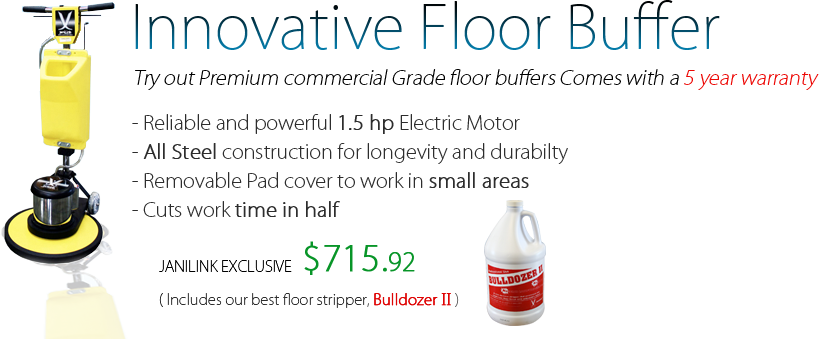 Innovative Floor Buffer
Try out Premium commercial Grade floor buffers Comes with a 5 year warranty
- Reliable and powerful 1.5 hp Electric Motor
- All Steel construction for longevity and durabilty
- Removable Pad cover to work in small areas
- Cuts work time in half
JANILINK EXCLUSIVE $715.92
( Includes our best floor stripper, Bulldozer II )
BULLDOZER II